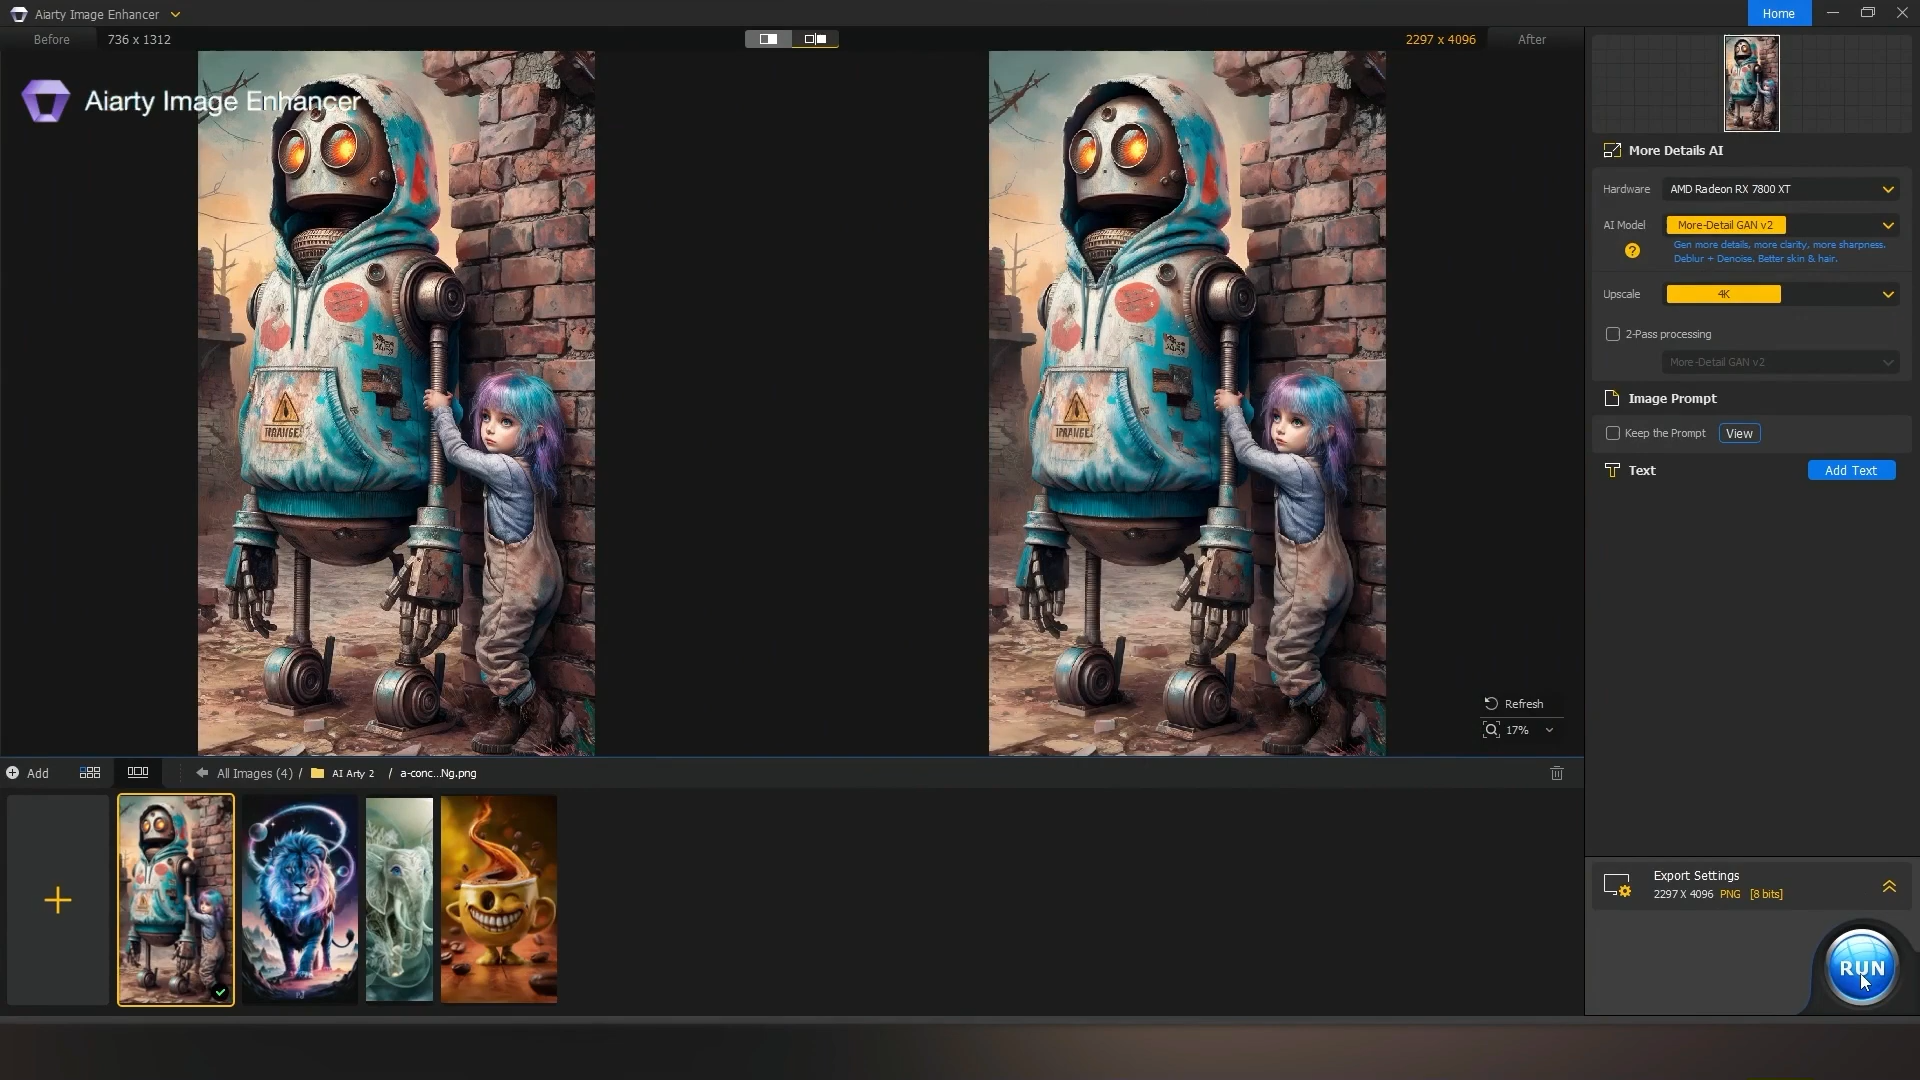 Aiarty Image Enhancer
Home
Before
736 x 1312
2297 x 4096
After
Aiarty Image Enhancer
More Details AI
Hardware
AMD Radeon RX 7800 XT
AI Model
More-Detail GAN v2
?
Gen more details, more clarity, more sharpness.
Deblur + Denoise. Better skin & hair.
Upscale
4K
2-Pass processing
More-Detail GAN v2
Image Prompt
Keep the Prompt
View
Text
Add Text
Refresh
17%
Add
All Images (4) /
AI Arty 2
/ a-conc...Ng.png
Export Settings
2297 X 4096 PNG [8 bits]
RUN